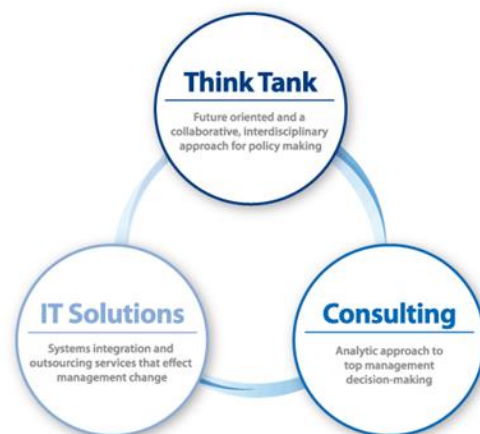 Think Tank
Future oriented and a
collaborative, interdisciplinary
approach for policy making
IT Solutions
Systems integration and
outsourcing services that effect
management change
Consulting
Analytic approach to
top management
decision-making